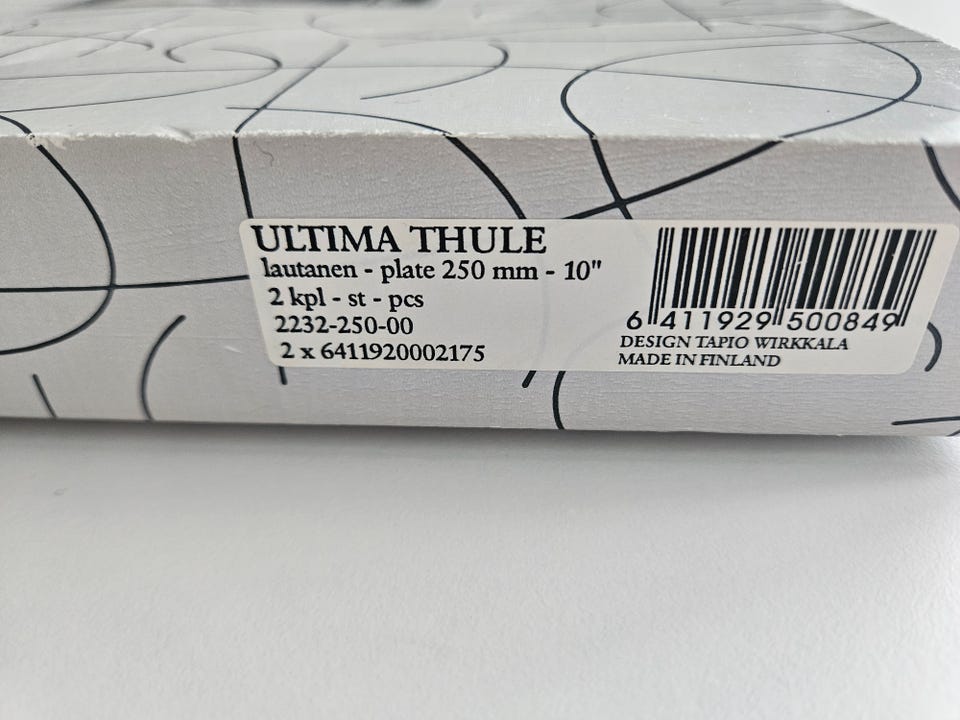 ULTIMA THULE
lautanen - plate 250 mm - 10"
2 kpl - st - pcs
2232-250-00
2 x 6411920002175
6 411929 500849
DESIGN TAPIO WIRKKALA
MADE IN FINLAND